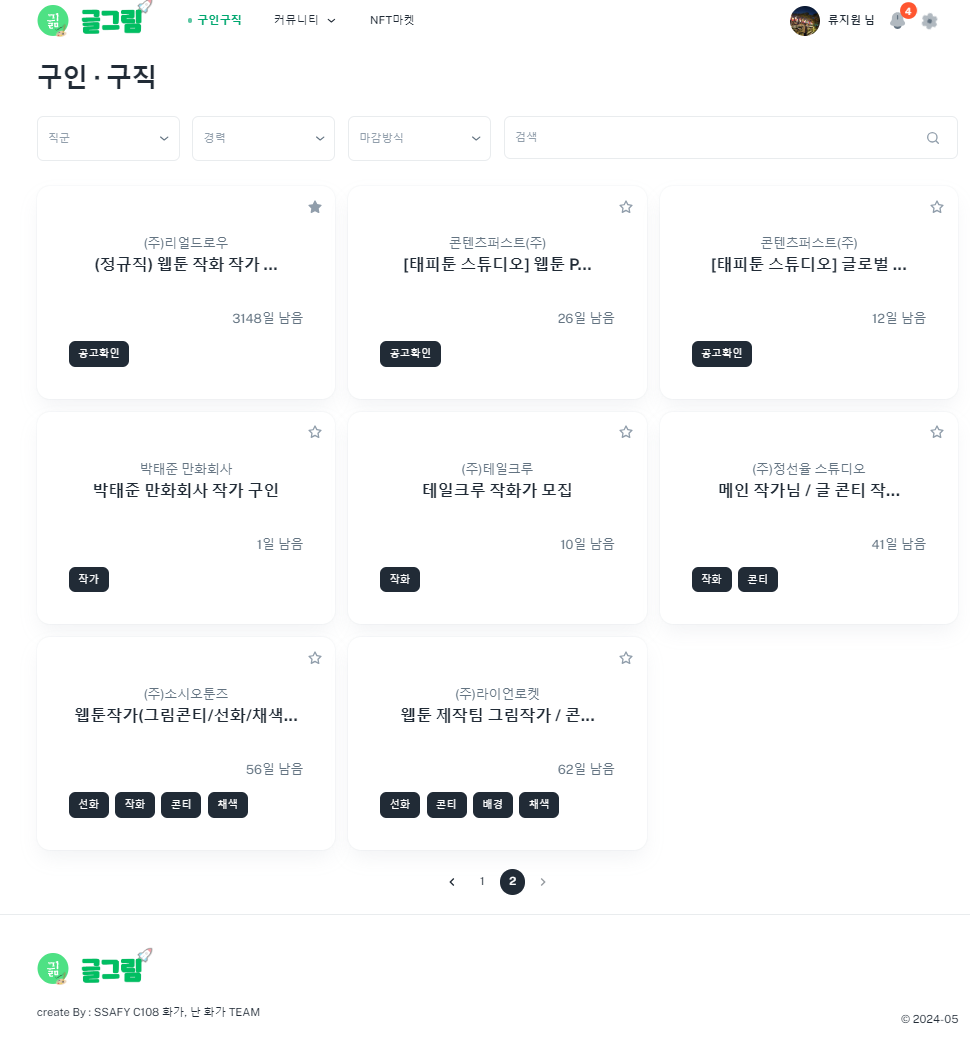 글그림
구인구직
커뮤니티
NFT마켓
류지원 님
4
구인 · 구직
직군
경력
마감방식
검색
(주)리얼드로우
(정규직) 웹툰 작화 작가 ...
3148일 남음
공고확인
콘텐츠퍼스트(주)
[태피툰 스튜디오] 웹툰 P...
26일 남음
공고확인
콘텐츠퍼스트(주)
[태피툰 스튜디오] 글로벌 ...
12일 남음
공고확인
박태준 만화회사
박태준 만화회사 작가 구인
1일 남음
작가
(주)테일크루
테일크루 작화가 모집
10일 남음
작화
(주)정선율 스튜디오
메인 작가님 / 글 콘티 작...
41일 남음
작화 콘티
(주)소시오툰즈
웹툰작가(그림콘티/선화/채색...
56일 남음
선화 작화 콘티 채색
(주)라이언로켓
웹툰 제작팀 그림작가 / 콘...
62일 남음
선화 콘티 배경 채색
1 2
글그림
create By : SSAFY C108 화가, 난 화가 TEAM
© 2024-05